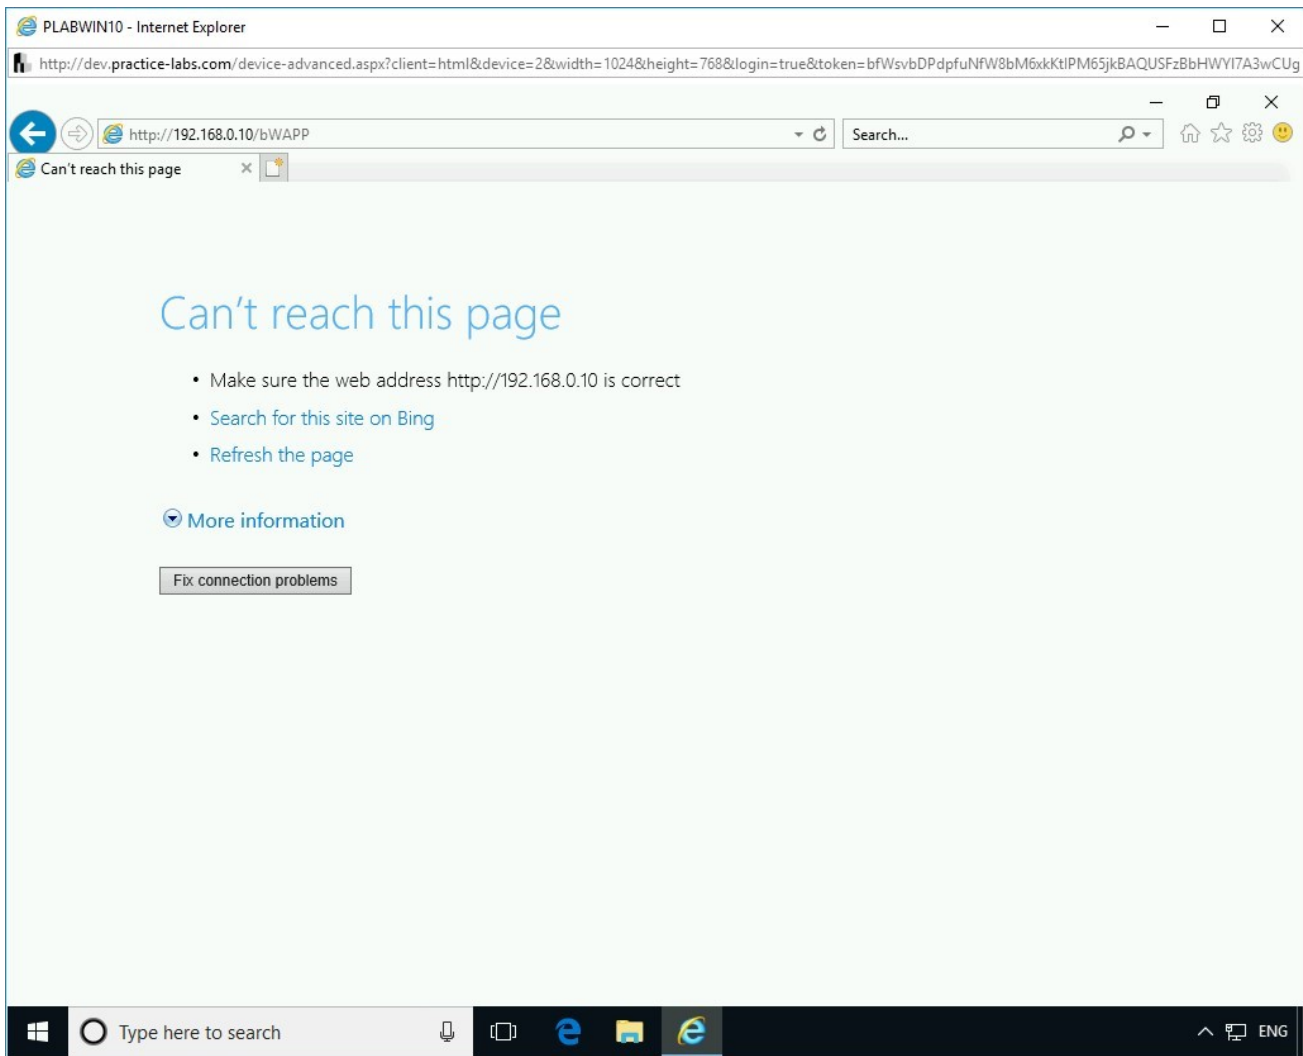 PLABWIN10 - Internet Explorer
http://dev.practice-labs.com/device-advanced.aspx?client=html&device=2&width=1024&height=768&login=true&token=bfWsvbDPdpfuNfW8bM6xkKtIPM65jkBAQUSFzBbHWYI7A3wCUg
http://192.168.0.10/bWAPP
Search...
Can't reach this page
Can't reach this page
• Make sure the web address http://192.168.0.10 is correct
• Search for this site on Bing
• Refresh the page
More information
Fix connection problems
Type here to search
ENG